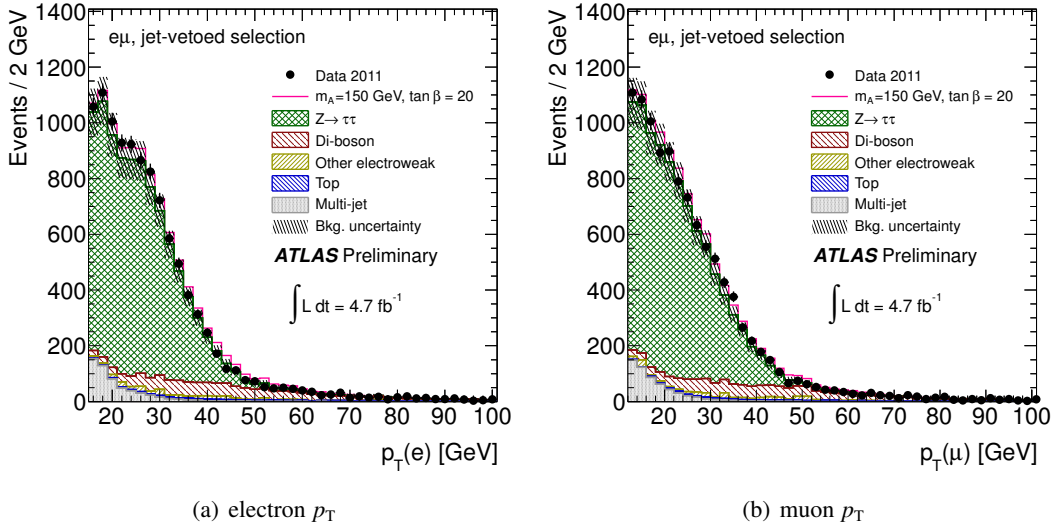 Events / 2 GeV
1400
1200
1000
800
600
400
200
0
eμ, jet-vetoed selection
Data 2011
m_A=150 GeV, tan β = 20
Z→ ττ
Di-boson
Other electroweak
Top
Multi-jet
Bkg. uncertainty
ATLAS Preliminary
∫ L dt = 4.7 fb⁻¹
20 30 40 50 60 70 80 90 100
p_T(e) [GeV]
(a) electron p_T
Events / 2 GeV
1400
1200
1000
800
600
400
200
0
eμ, jet-vetoed selection
Data 2011
m_A=150 GeV, tan β = 20
Z→ ττ
Di-boson
Other electroweak
Top
Multi-jet
Bkg. uncertainty
ATLAS Preliminary
∫ L dt = 4.7 fb⁻¹
20 30 40 50 60 70 80 90 100
p_T(μ) [GeV]
(b) muon p_T